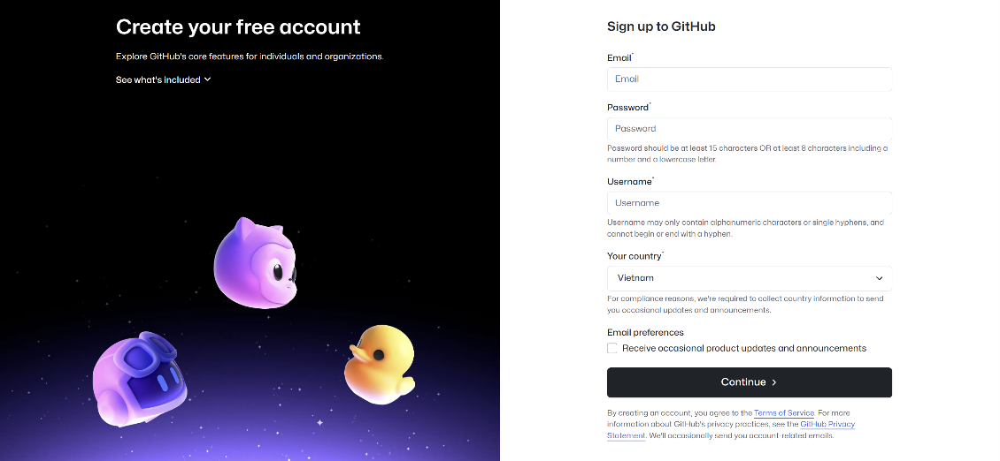 Create your free account
Explore GitHub's core features for individuals and organizations.
See what's included
Sign up to GitHub
Email*
Email
Password*
Password
Password should be at least 15 characters OR at least 8 characters including a
number and a lowercase letter.
Username*
Username
Username may only contain alphanumeric characters or single hyphens, and
cannot begin or end with a hyphen.
Your country*
Vietnam
For compliance reasons, we're required to collect country information to send
you occasional updates and announcements.
Email preferences
Receive occasional product updates and announcements
Continue
By creating an account, you agree to the Terms of Service. For more
information about GitHub's privacy practices, see the GitHub Privacy
Statement. We'll occasionally send you account-related emails.